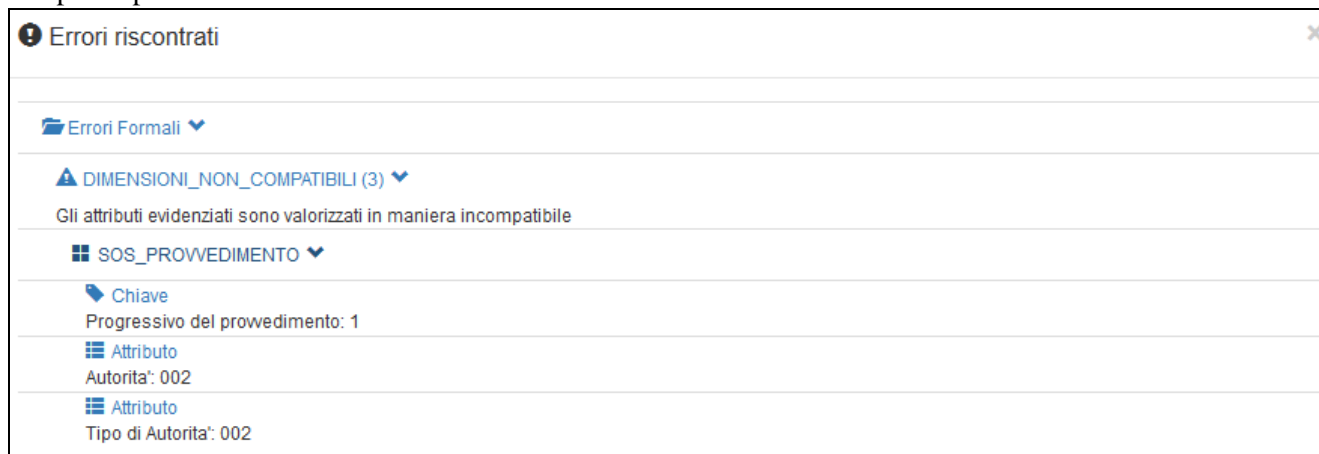 Errori riscontrati
Errori Formali
DIMENSIONI_NON_COMPATIBILI (3)
Gli attributi evidenziati sono valorizzati in maniera incompatibile
SOS_PROVVEDIMENTO
Chiave
Progressivo del provvedimento: 1
Attributo
Autorita': 002
Attributo
Tipo di Autorita': 002